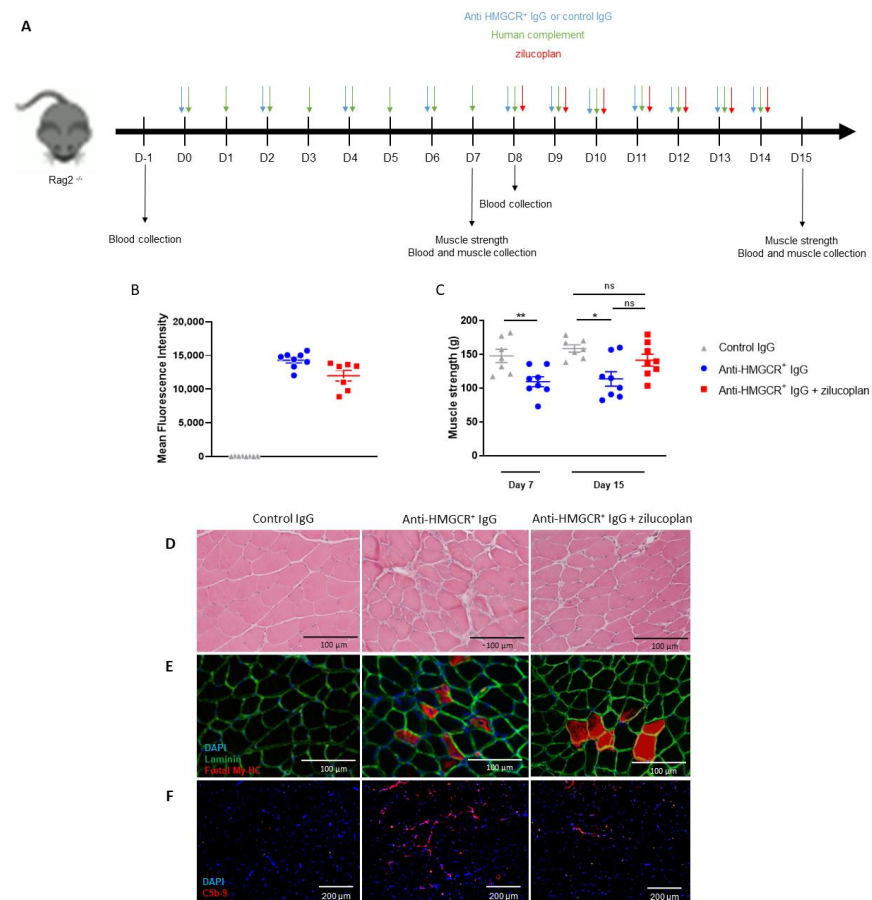 A
Anti HMGCR⁺ IgG or control IgG
Human complement
zilucoplan
Rag2 -/-
D-1 D0 D1 D2 D3 D4 D5 D6 D7 D8 D9 D10 D11 D12 D13 D14 D15
Blood collection
Blood collection
Muscle strength
Blood and muscle collection
Muscle strength
Blood and muscle collection
B
Mean Fluorescence Intensity
20,000
15,000
10,000
5,000
0
C
Muscle strength (g)
200
150
100
50
0
**
ns
*
ns
Day 7
Day 15
Control IgG
Anti-HMGCR⁺ IgG
Anti-HMGCR⁺ IgG + zilucoplan
Control IgG Anti-HMGCR⁺ IgG Anti-HMGCR⁺ IgG + zilucoplan
D
100 µm
100 µm
100 µm
E
DAPI
Laminin
Foetal My-HC
100 µm
100 µm
100 µm
F
DAPI
C5b-9
200 µm
200 µm
200 µm